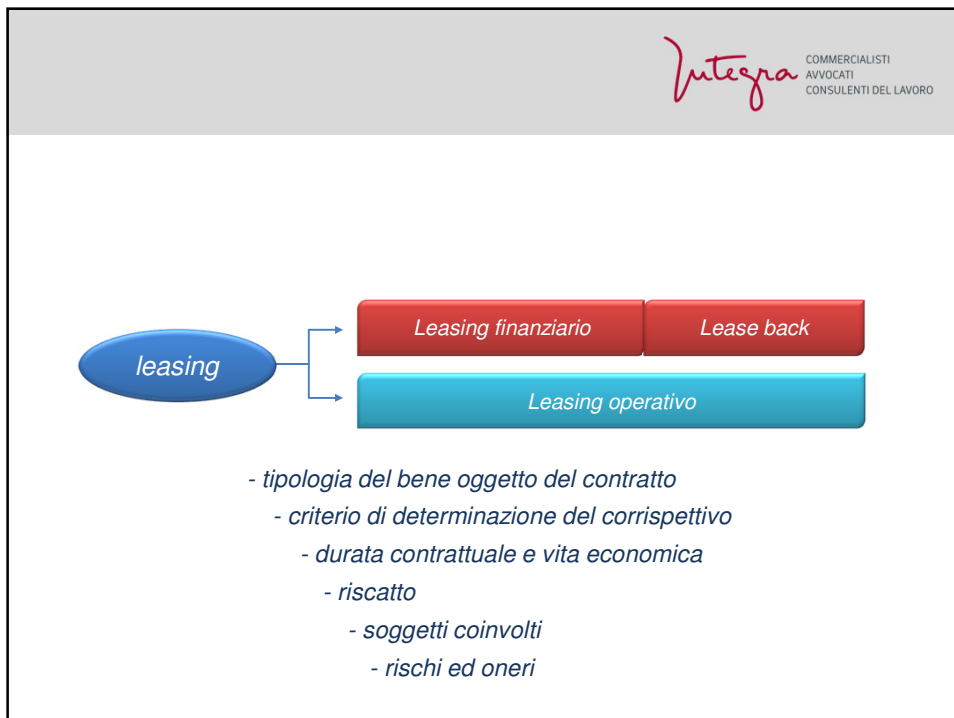 Integra
COMMERCIALISTI
AVVOCATI
CONSULENTI DEL LAVORO
leasing
Leasing finanziario
Lease back
Leasing operativo
- tipologia del bene oggetto del contratto
- criterio di determinazione del corrispettivo
- durata contrattuale e vita economica
- riscatto
- soggetti coinvolti
- rischi ed oneri